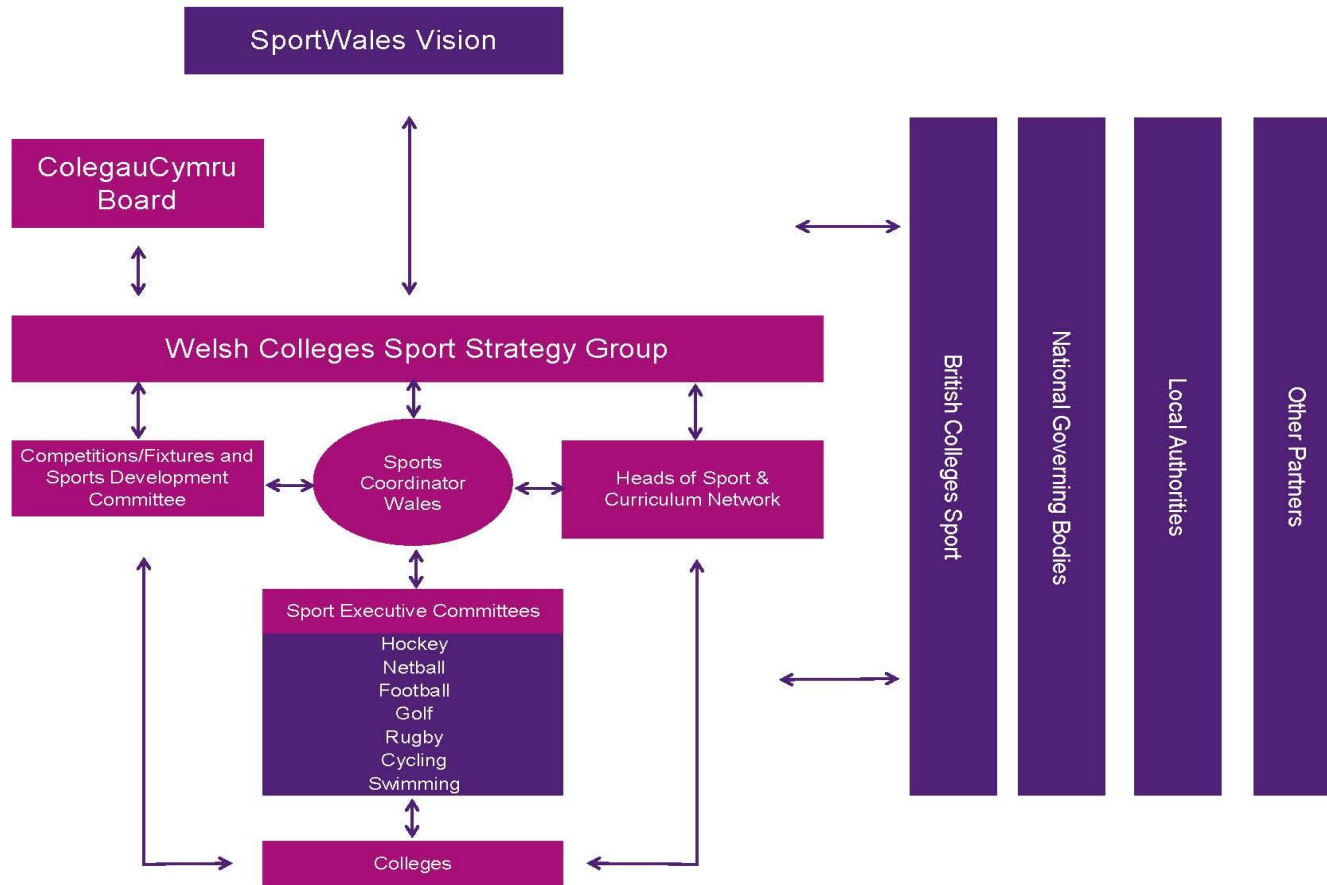 SportWales Vision
ColegauCymru
Board
Welsh Colleges Sport Strategy Group
Competitions/Fixtures and
Sports Development
Committee
Sports
Coordinator
Wales
Heads of Sport &
Curriculum Network
Sport Executive Committees
Hockey
Netball
Football
Golf
Rugby
Cycling
Swimming
Colleges
British Colleges Sport
National Governing Bodies
Local Authorities
Other Partners